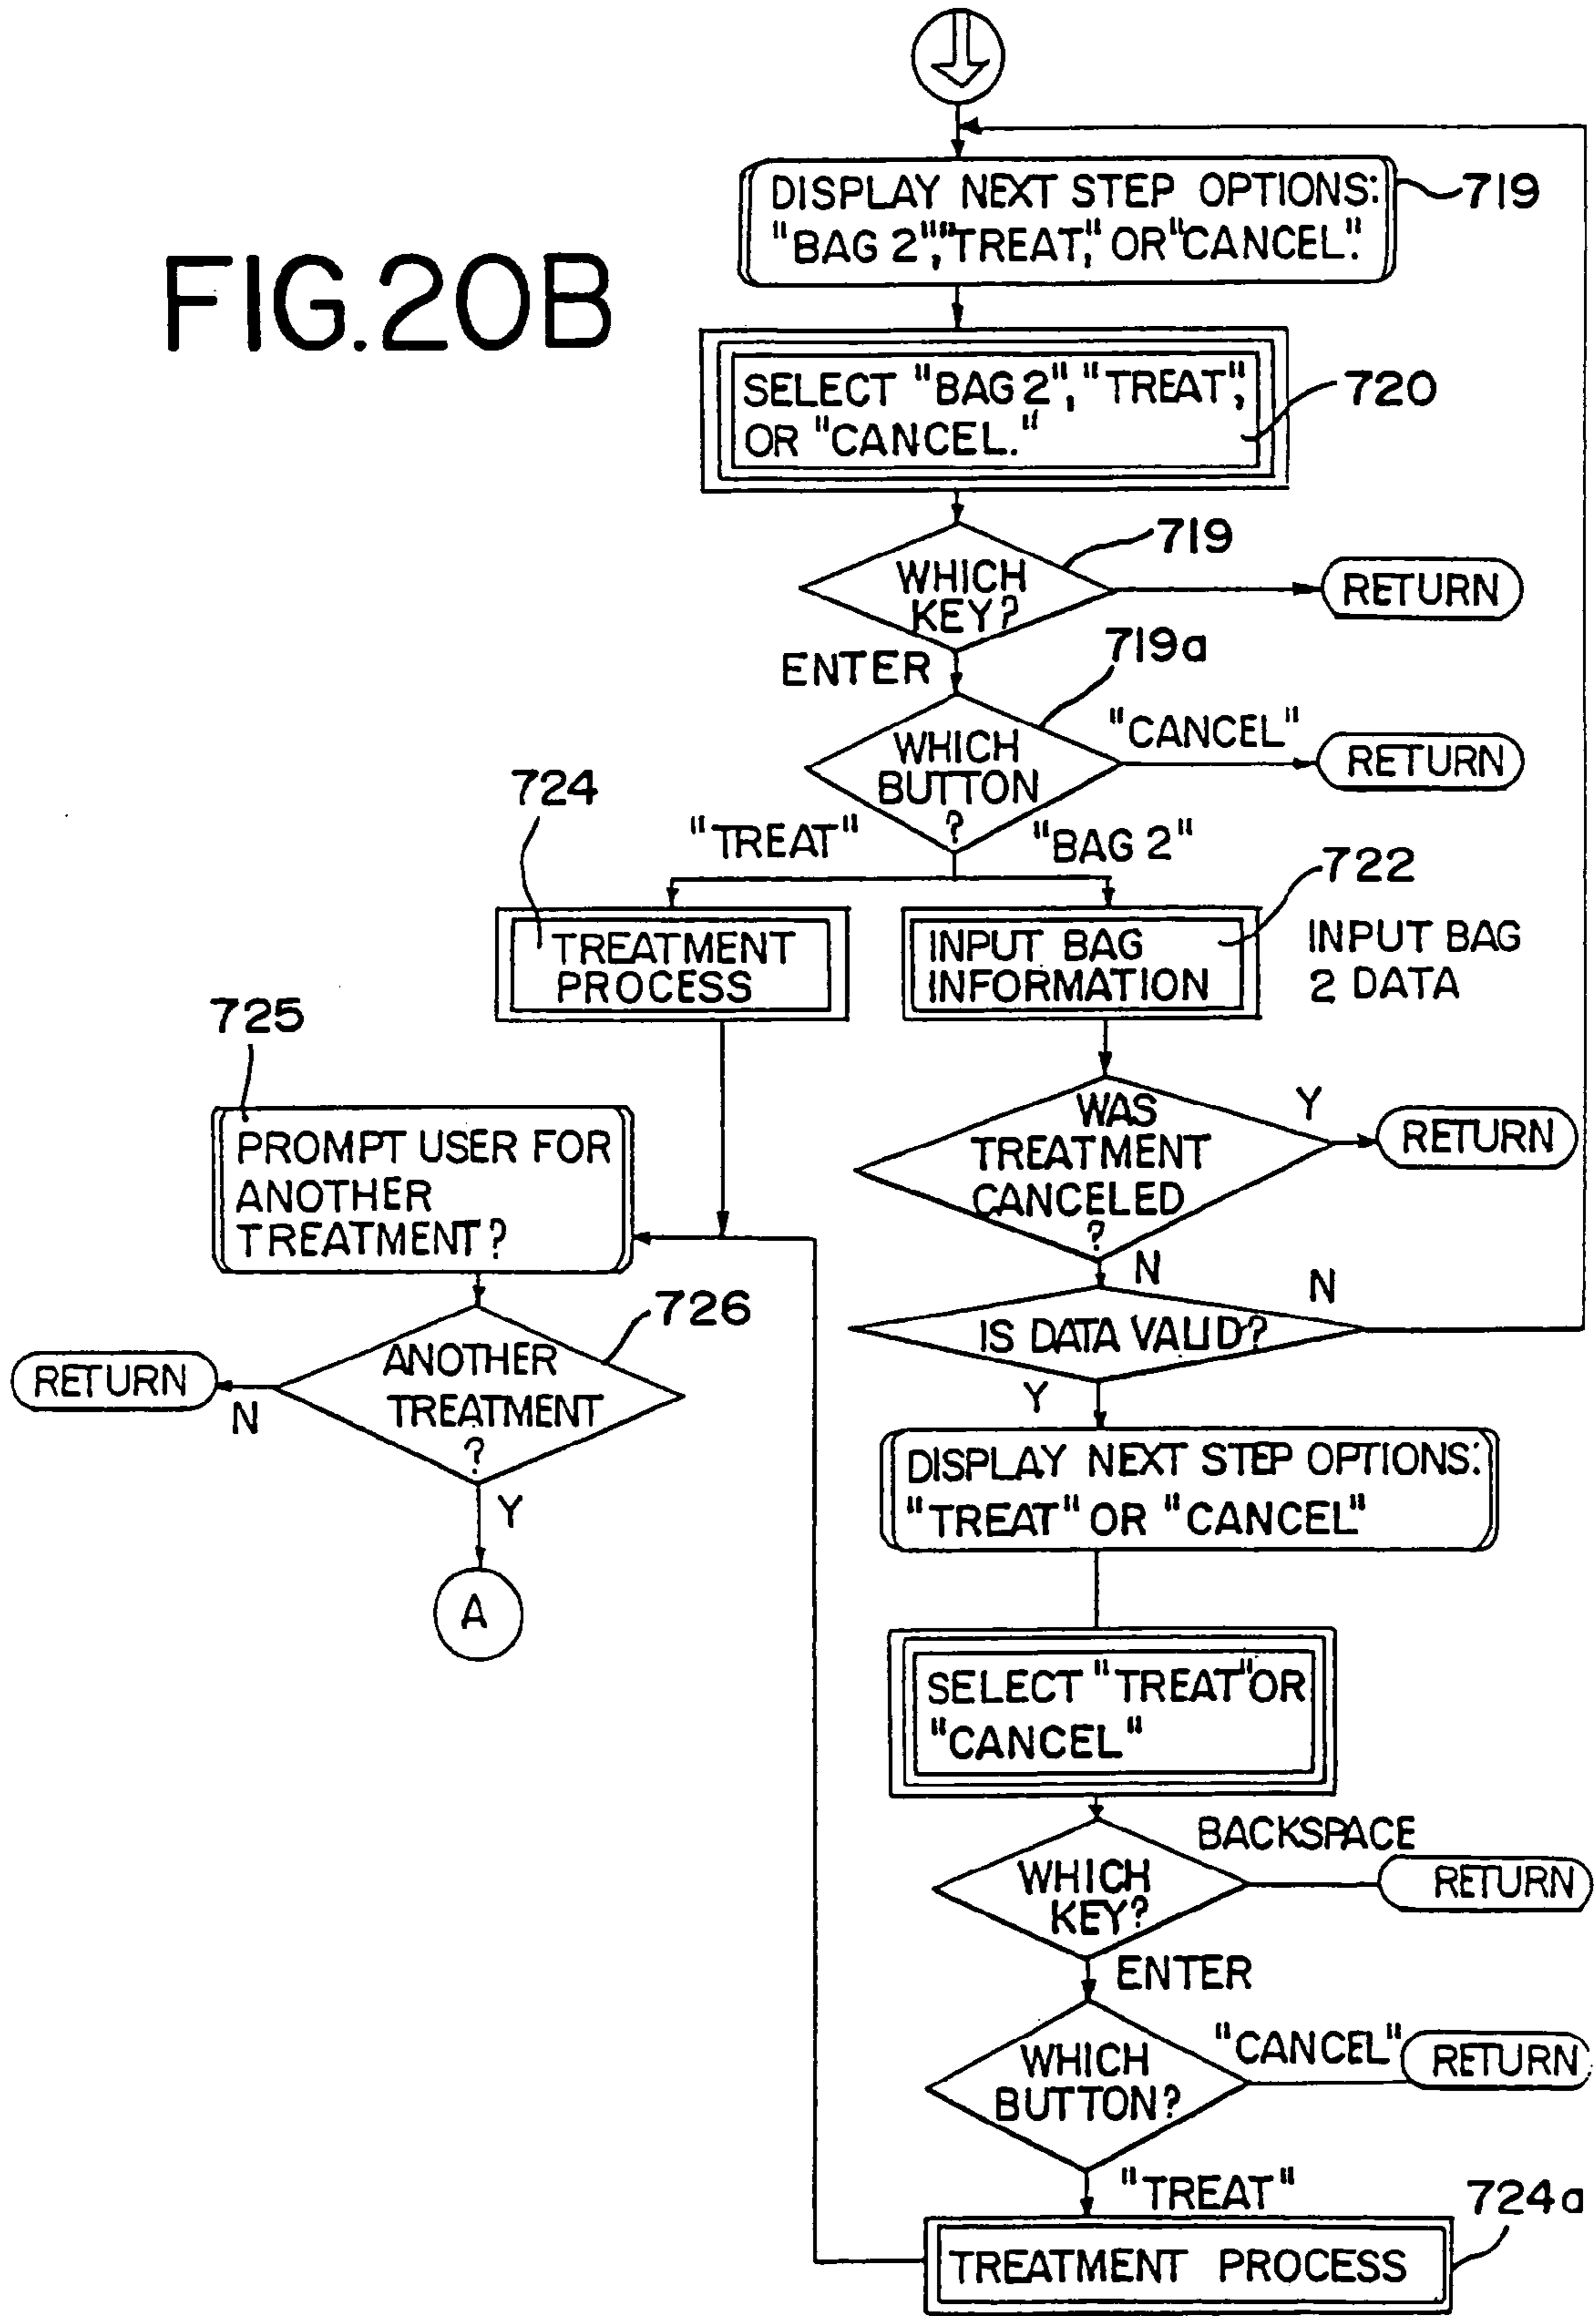 FIG.20B
DISPLAY NEXT STEP OPTIONS:
"BAG 2","TREAT," OR "CANCEL".
719
SELECT "BAG 2", "TREAT",
OR "CANCEL."
720
WHICH
KEY?
719
RETURN
ENTER
719a
WHICH
BUTTON
?
"CANCEL"
RETURN
"TREAT"
"BAG 2"
724
TREATMENT
PROCESS
722
INPUT BAG
INFORMATION
INPUT BAG
2 DATA
725
PROMPT USER FOR
ANOTHER
TREATMENT?
WAS
TREATMENT
CANCELED
?
Y
RETURN
N
726
ANOTHER
TREATMENT
?
N
RETURN
Y
A
IS DATA VALID?
N
Y
DISPLAY NEXT STEP OPTIONS:
"TREAT" OR "CANCEL"
SELECT "TREAT" OR
"CANCEL"
WHICH
KEY?
BACKSPACE
RETURN
ENTER
WHICH
BUTTON?
"CANCEL"
RETURN
"TREAT"
724a
TREATMENT PROCESS